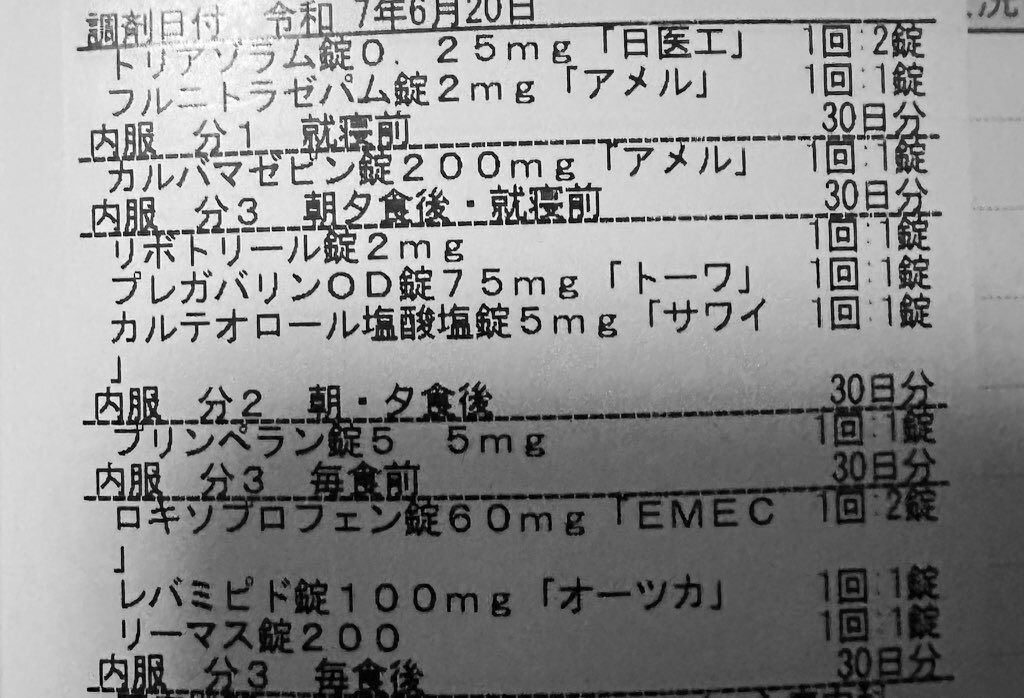 調剤日付　令和 7年6月20日
トリアゾラム錠０．２５ｍｇ「日医工」　1回:2錠
フルニトラゼパム錠２ｍｇ「アメル」　1回:1錠
30日分
内服　分１　就寝前
カルバマゼピン錠２００ｍｇ「アメル」　1回:1錠
30日分
内服　分３　朝夕食後・就寝前
リボトリール錠２ｍｇ　1回:1錠
プレガバリンＯＤ錠７５ｍｇ「トーワ」　1回:1錠
カルテオロール塩酸塩錠５ｍｇ「サワイ　1回:1錠
」
内服　分２　朝・夕食後　30日分
プリンペラン錠５　５ｍｇ　1回:1錠
内服　分３　毎食前　30日分
ロキソプロフェン錠６０ｍｇ「ＥＭＥＣ　1回:2錠
」
レバミピド錠１００ｍｇ「オーツカ」　1回:1錠
リーマス錠２００　1回:1錠
内服　分３　毎食後　30日分